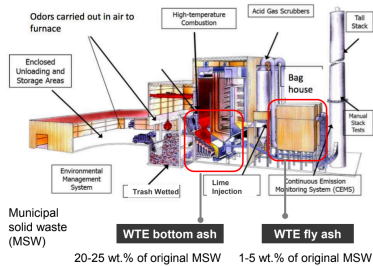 Odors carried out in air to
furnace
High-temperature
Combustion
Acid Gas Scrubbers
Tall
Stack
Enclosed
Unloading and
Storage Areas
Bag
house
Manual
Stack
Tests
Environmental
Management
System
Trash Wetted
Lime
Injection
Continuous Emission
Monitoring System (CEMS)
Municipal
solid waste
(MSW)
WTE bottom ash
WTE fly ash
20-25 wt.% of original MSW
1-5 wt.% of original MSW